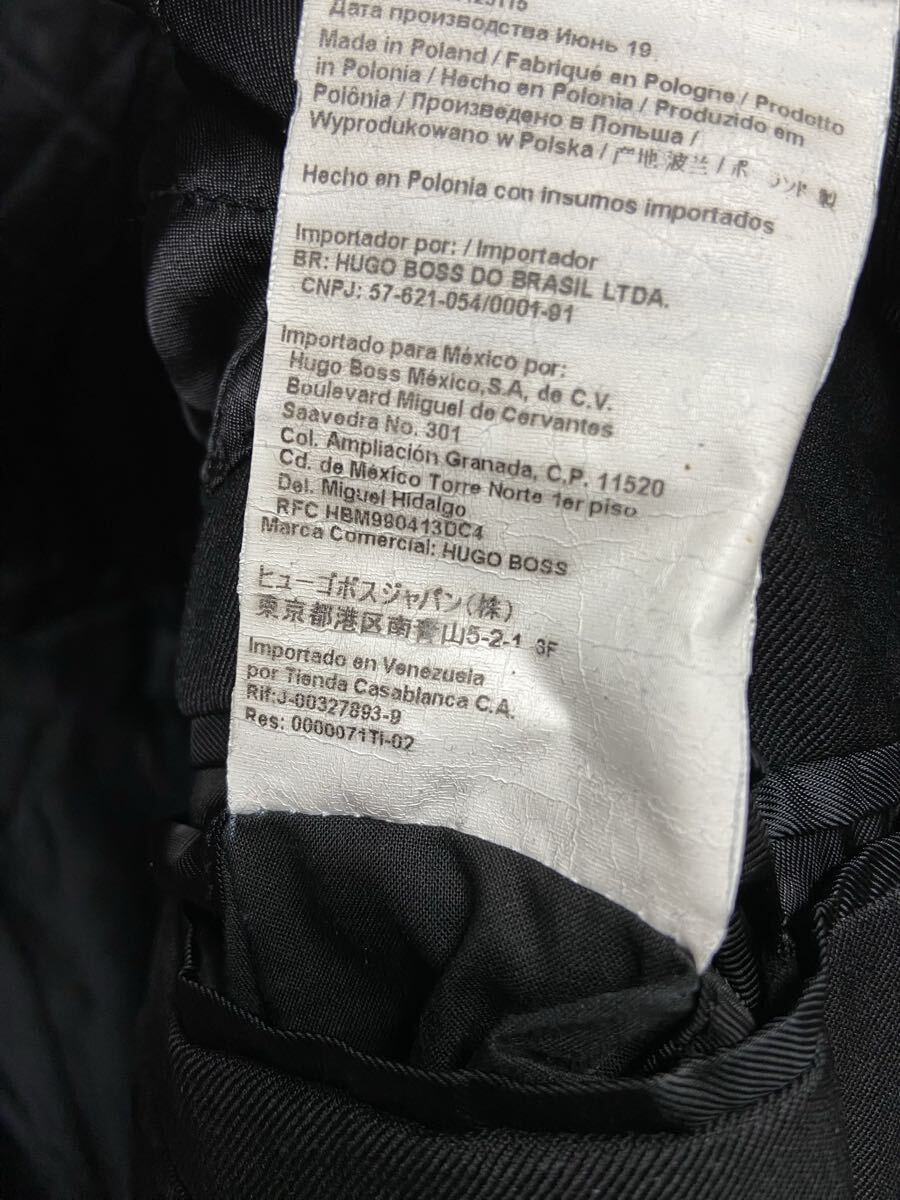 Дата производства Июнь 19
Made in Poland / Fabriqué en Pologne / Prodotto
in Polonia / Hecho en Polonia / Produzido em
Polônia / Произведено в Польша /
Wyprodukowano w Polska / 产地 波兰 / ポ ランド 製
Hecho en Polonia con insumos importados
Importador por: / Importador
BR: HUGO BOSS DO BRASIL LTDA.
CNPJ: 57-621-054/0001-91
Importado para México por:
Hugo Boss México,S.A, de C.V.
Boulevard Miguel de Cervantes
Saavedra No. 301
Col. Ampliación Granada, C.P. 11520
Cd. de México Torre Norte 1er piso
Del. Miguel Hidalgo
RFC HBM980413DC4
Marca Comercial: HUGO BOSS
ヒューゴボスジャパン(株)
東京都港区南青山5-2-1 3F
Importado en Venezuela
por Tienda Casablanca C.A.
Rif:J-00327893-9
Res: 0000071TI-02